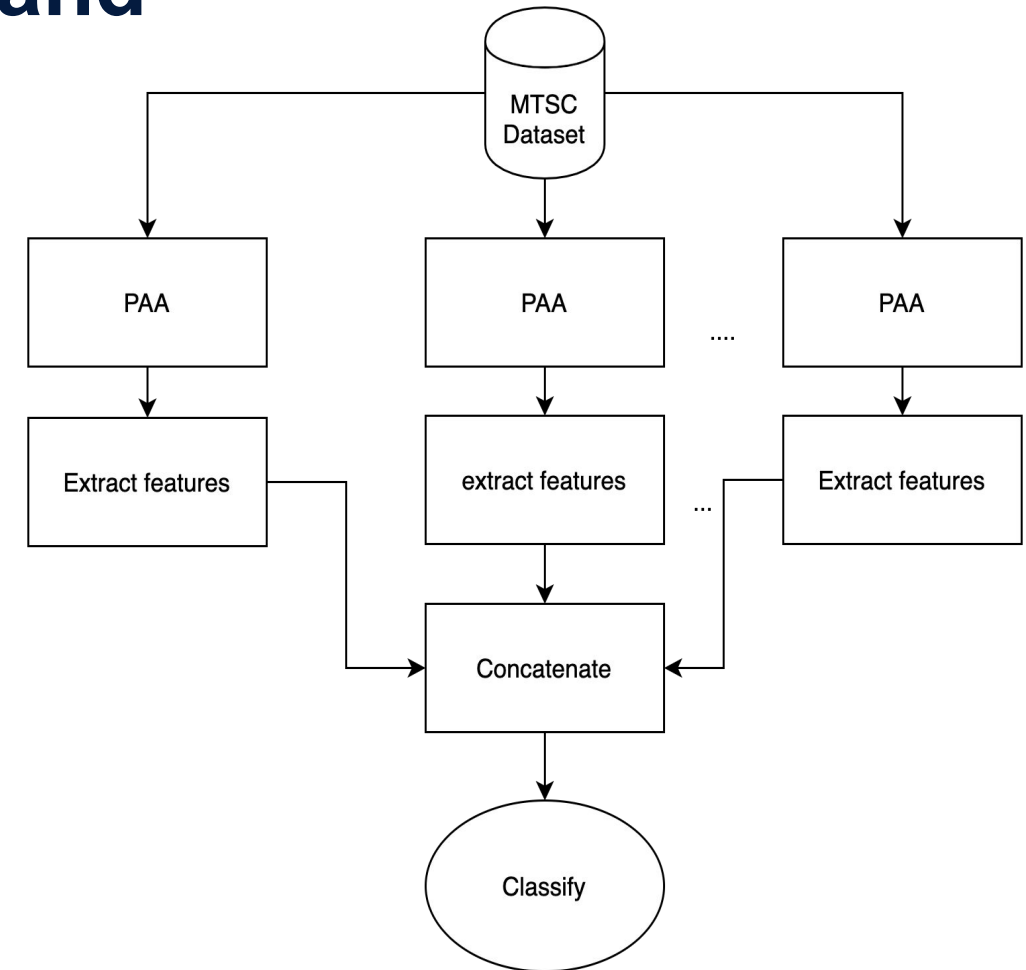 and
MTSC
Dataset
PAA
PAA
....
PAA
Extract features
extract features
...
Extract features
Concatenate
Classify